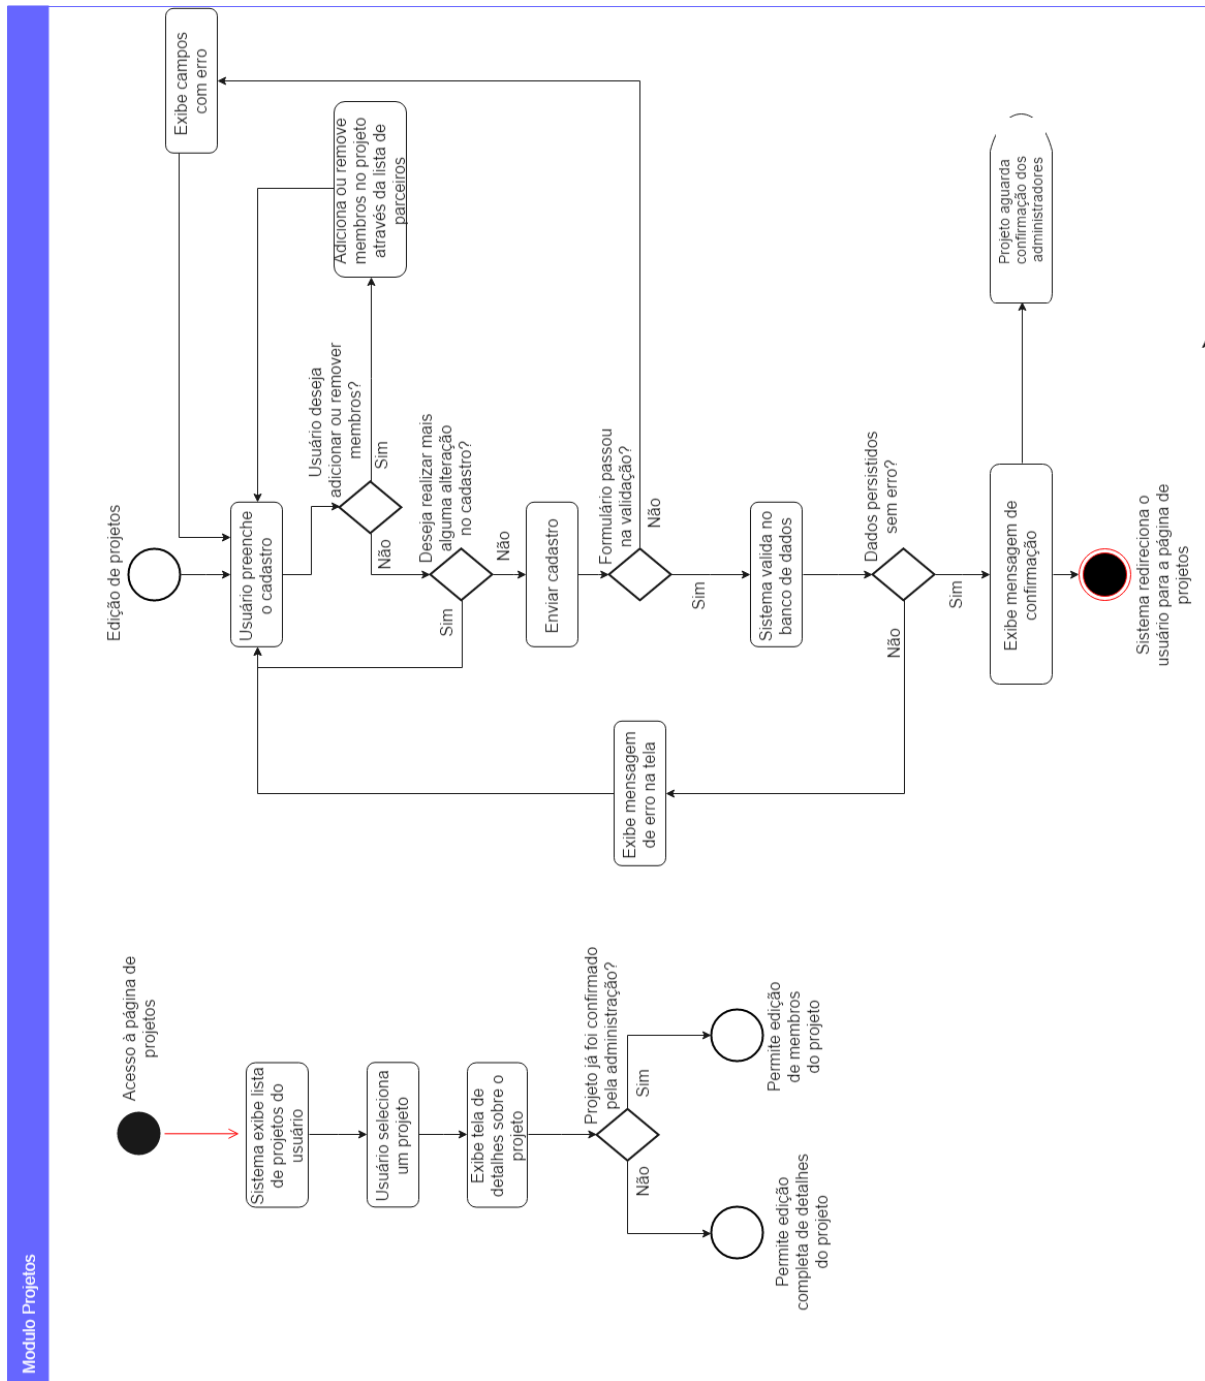 Modulo Projetos
Acesso à página de
projetos
Sistema exibe lista
de projetos do
usuário
Usuário seleciona
um projeto
Exibe tela de
detalhes sobre o
projeto
Projeto já foi confirmado
pela administração?
Não
Sim
Permite edição
completa de detalhes
do projeto
Permite edição
de membros
do projeto
Edição de projetos
Usuário preenche
o cadastro
Exibe campos
com erro
Usuário deseja
adicionar ou remover
membros?
Sim
Não
Adiciona ou remove
membros no projeto
através da lista de
parceiros
Deseja realizar mais
alguma alteração
no cadastro?
Sim
Não
Enviar cadastro
Formulário passou
na validação?
Não
Sim
Sistema valida no
banco de dados
Dados persistidos
sem erro?
Não
Sim
Exibe mensagem
de erro na tela
Exibe mensagem de
confirmação
Projeto aguarda
confirmação dos
administradores
Sistema redireciona o
usuário para a página de
projetos